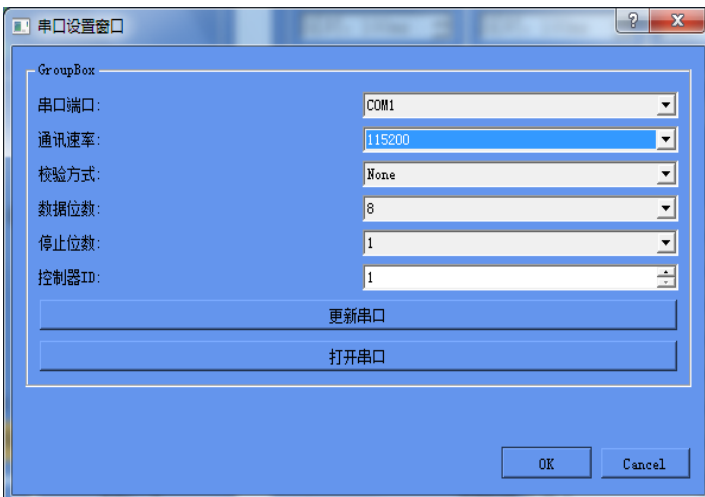 串口设置窗口
GroupBox
串口端口: COM1
通讯速率: 115200
校验方式: None
数据位数: 8
停止位数: 1
控制器ID: 1
更新串口
打开串口
OK Cancel